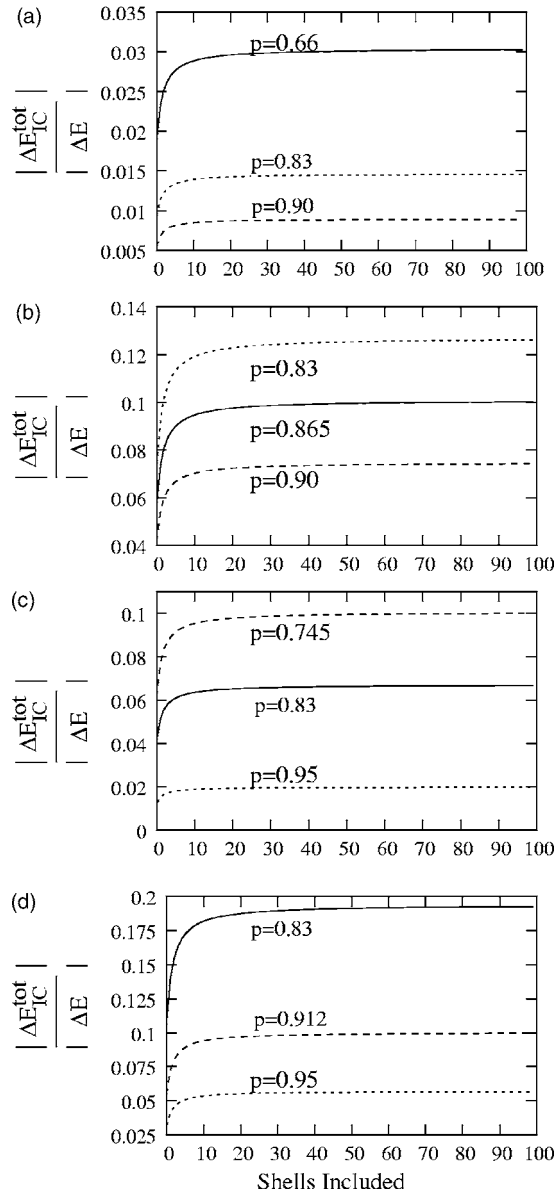 (a)
0.035
0.03
0.025
0.02
0.015
0.01
0.005
p=0.66
p=0.83
p=0.90
0 10 20 30 40 50 60 70 80 90 100
|ΔE_IC^tot|
|ΔE|
(b)
0.14
0.12
0.1
0.08
0.06
0.04
p=0.83
p=0.865
p=0.90
0 10 20 30 40 50 60 70 80 90 100
|ΔE_IC^tot|
|ΔE|
(c)
0.1
0.08
0.06
0.04
0.02
0
p=0.745
p=0.83
p=0.95
0 10 20 30 40 50 60 70 80 90 100
|ΔE_IC^tot|
|ΔE|
(d)
0.2
0.175
0.15
0.125
0.1
0.075
0.05
0.025
p=0.83
p=0.912
p=0.95
0 10 20 30 40 50 60 70 80 90 100
|ΔE_IC^tot|
|ΔE|
Shells Included